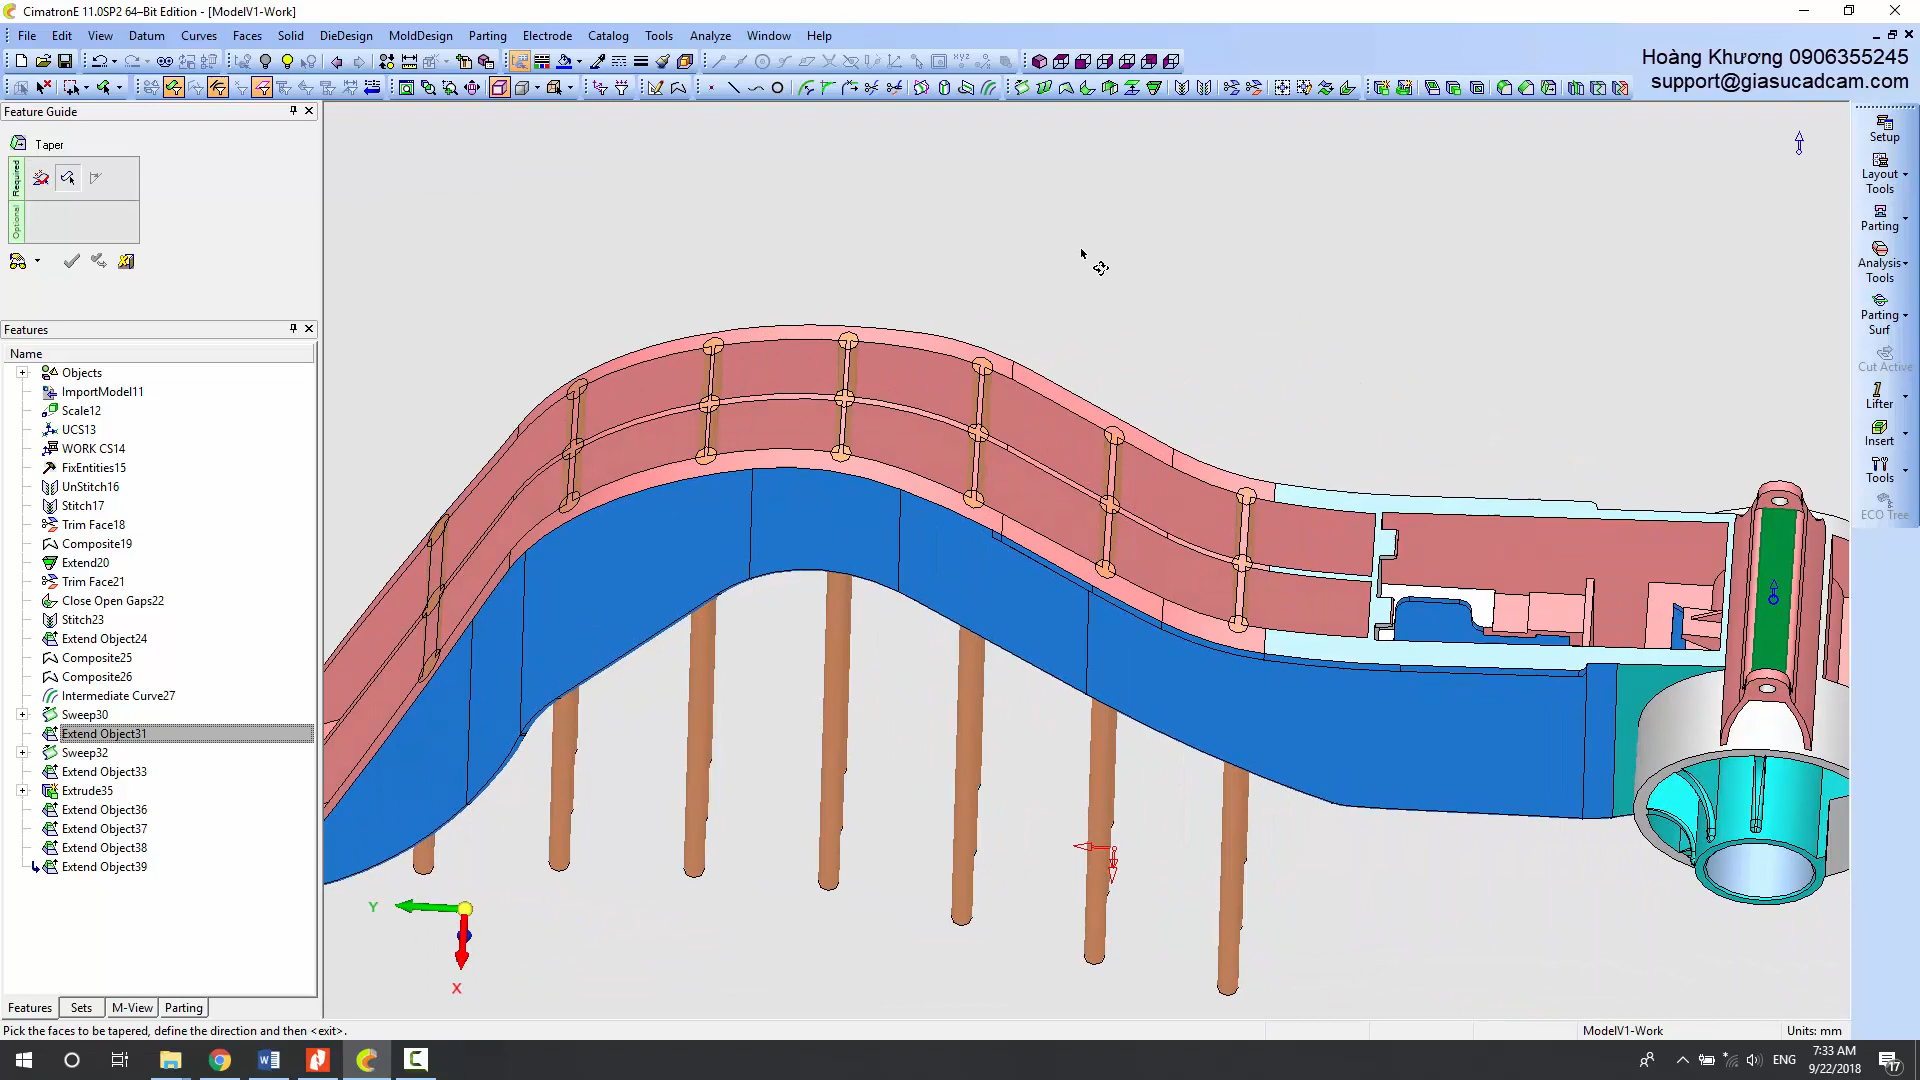 CimatronE 11.0SP2 64–Bit Edition - [ModelV1-Work]
File Edit View Datum Curves Faces Solid DieDesign MoldDesign Parting Electrode Catalog Tools Analyze Window Help
Hoàng Khương 0906355245
support@giasucadcam.com
Feature Guide
Taper
Required
Optional
Features
Name
Objects
ImportModel11
Scale12
UCS13
WORK CS14
FixEntities15
UnStitch16
Stitch17
Trim Face18
Composite19
Extend20
Trim Face21
Close Open Gaps22
Stitch23
Extend Object24
Composite25
Composite26
Intermediate Curve27
Sweep30
Extend Object31
Sweep32
Extend Object33
Extrude35
Extend Object36
Extend Object37
Extend Object38
Extend Object39
Features Sets M-View Parting
Y
X
Setup
Layout
Tools
Parting
Analysis
Tools
Parting
Surf
Cut Active
Lifter
Insert
Tools
ECO Tree
Pick the faces to be tapered, define the direction and then <exit>.
ModelV1-Work
Units: mm
ENG
7:33 AM
9/22/2018
17